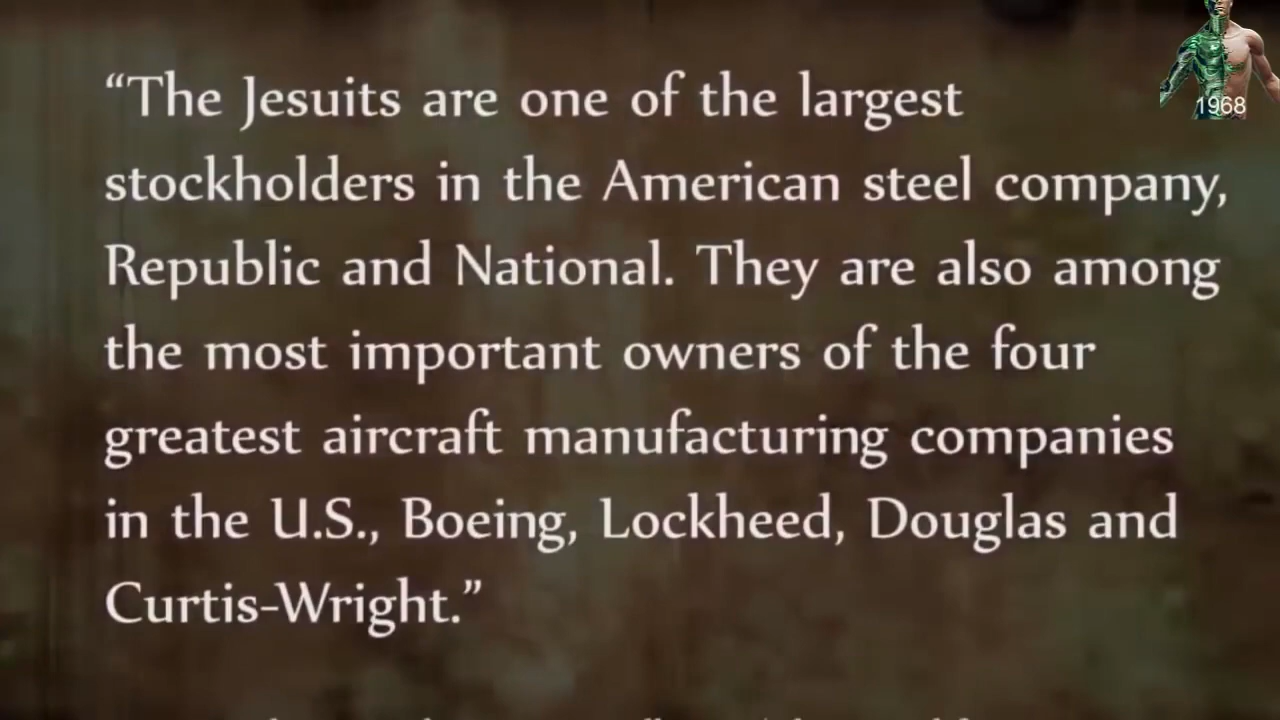 1968
“The Jesuits are one of the largest
stockholders in the American steel company,
Republic and National. They are also among
the most important owners of the four
greatest aircraft manufacturing companies
in the U.S., Boeing, Lockheed, Douglas and
Curtis-Wright.”